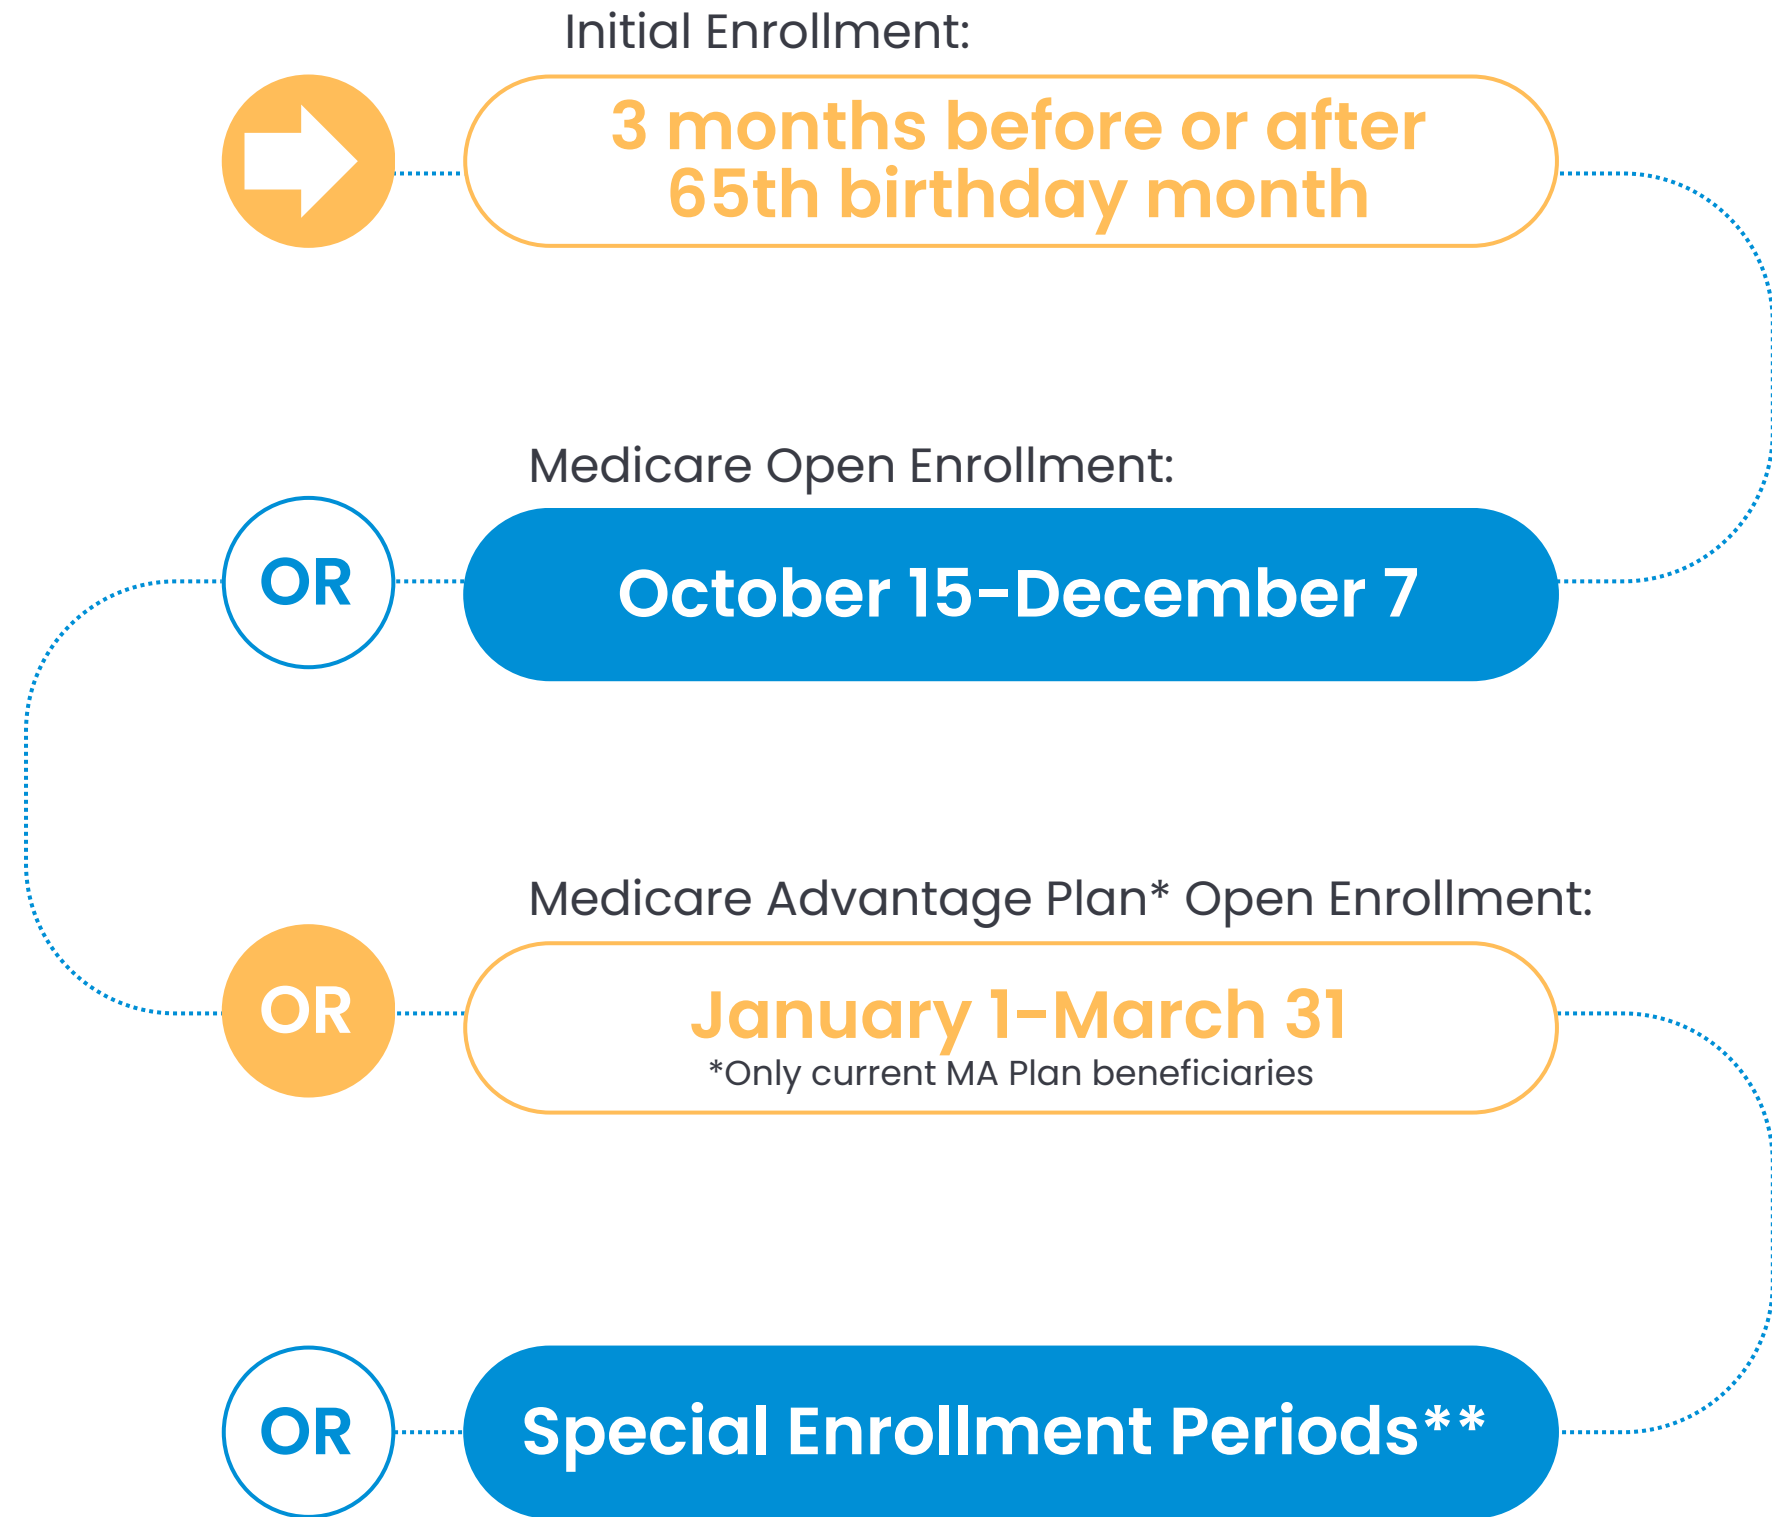 Initial Enrollment:
3 months before or after
65th birthday month
Medicare Open Enrollment:
OR
October 15-December 7
Medicare Advantage Plan* Open Enrollment:
OR
January 1-March 31
*Only current MA Plan beneficiaries
OR
Special Enrollment Periods**